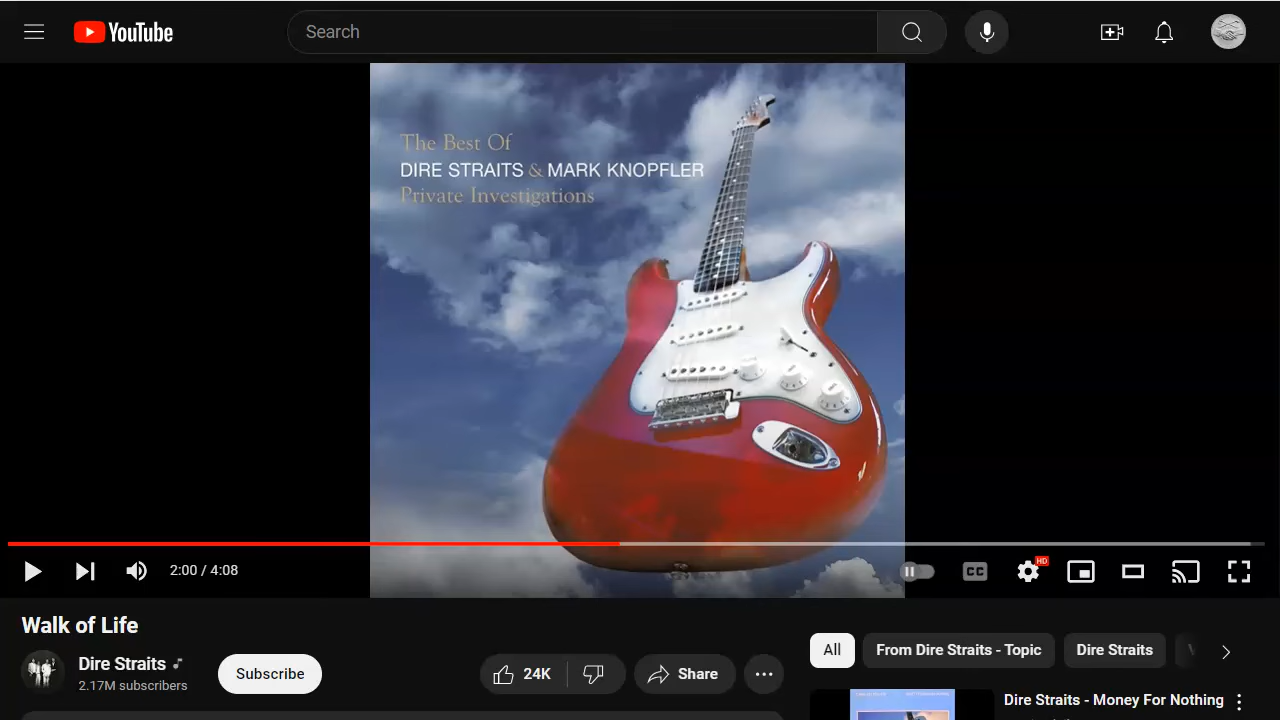 YouTube
Search
The Best Of
DIRE STRAITS & MARK KNOPFLER
Private Investigations
2:00 / 4:08
CC
HD
Walk of Life
Dire Straits
2.17M subscribers
Subscribe
24K
Share
All
From Dire Straits - Topic
Dire Straits
Dire Straits - Money For Nothing